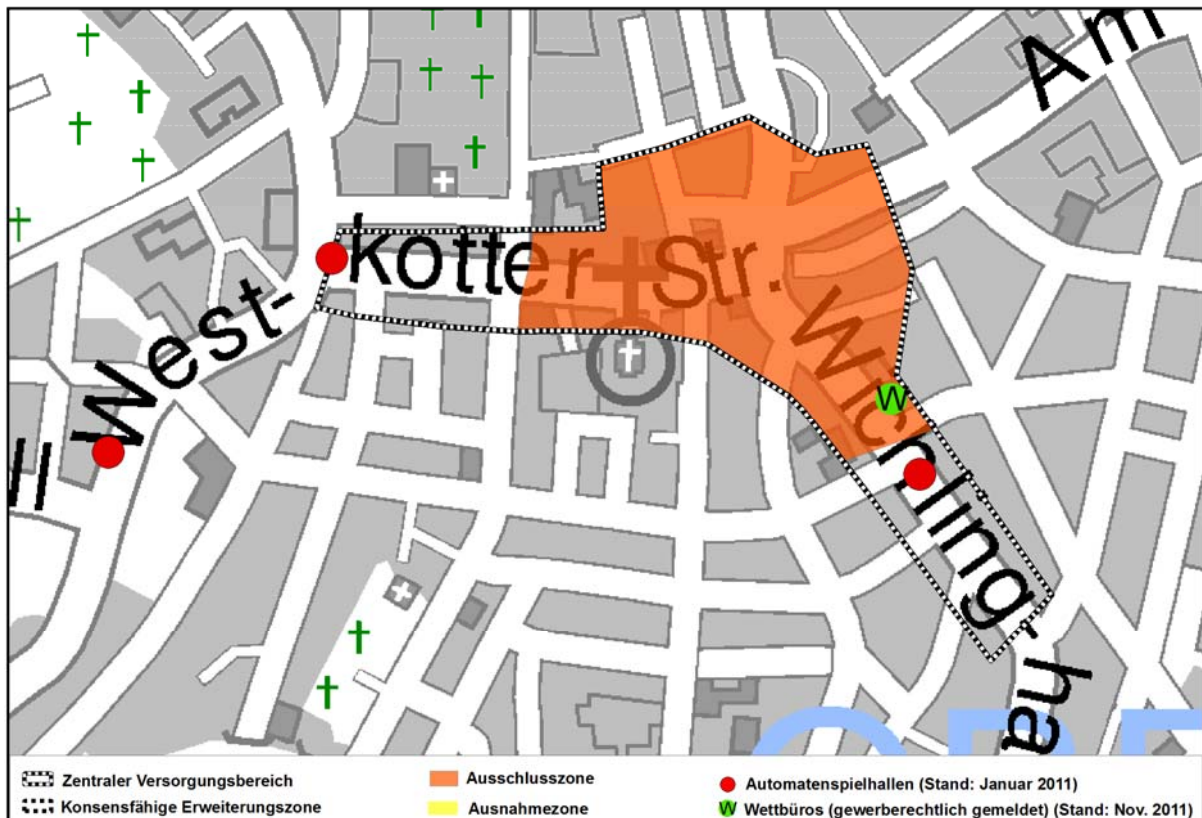 Am
West-
kotter Str.
Wichling-
ha
W
Zentraler Versorgungsbereich
Konsensfähige Erweiterungszone
Ausschlusszone
Ausnahmezone
Automatenspielhallen (Stand: Januar 2011)
W Wettbüros (gewerberechtlich gemeldet) (Stand: Nov. 2011)